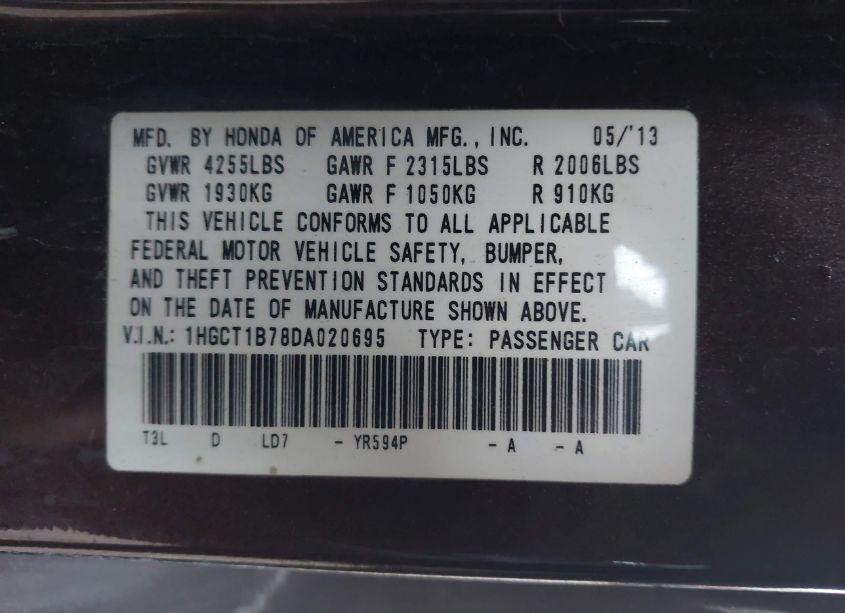 MFD. BY HONDA OF AMERICA MFG., INC. 05/'13
GVWR 4255LBS GAWR F 2315LBS R 2006LBS
GVWR 1930KG GAWR F 1050KG R 910KG
THIS VEHICLE CONFORMS TO ALL APPLICABLE
FEDERAL MOTOR VEHICLE SAFETY, BUMPER,
AND THEFT PREVENTION STANDARDS IN EFFECT
ON THE DATE OF MANUFACTURE SHOWN ABOVE.
V.I.N.: 1HGCT1B78DA020695 TYPE: PASSENGER CAR
T3L D LD7 - YR594P - A - A